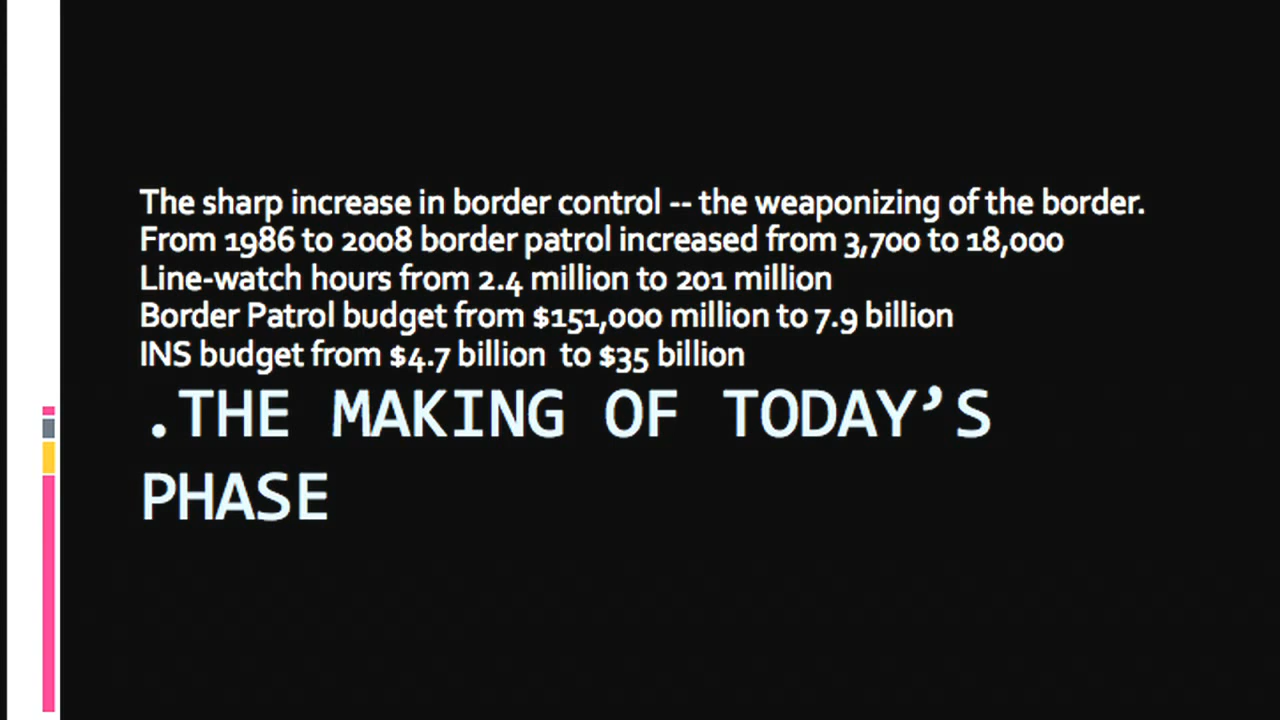 The sharp increase in border control -- the weaponizing of the border.
From 1986 to 2008 border patrol increased from 3,700 to 18,000
Line-watch hours from 2.4 million to 201 million
Border Patrol budget from $151,000 million to 7.9 billion
INS budget from $4.7 billion  to $35 billion
.THE MAKING OF TODAY’S
PHASE